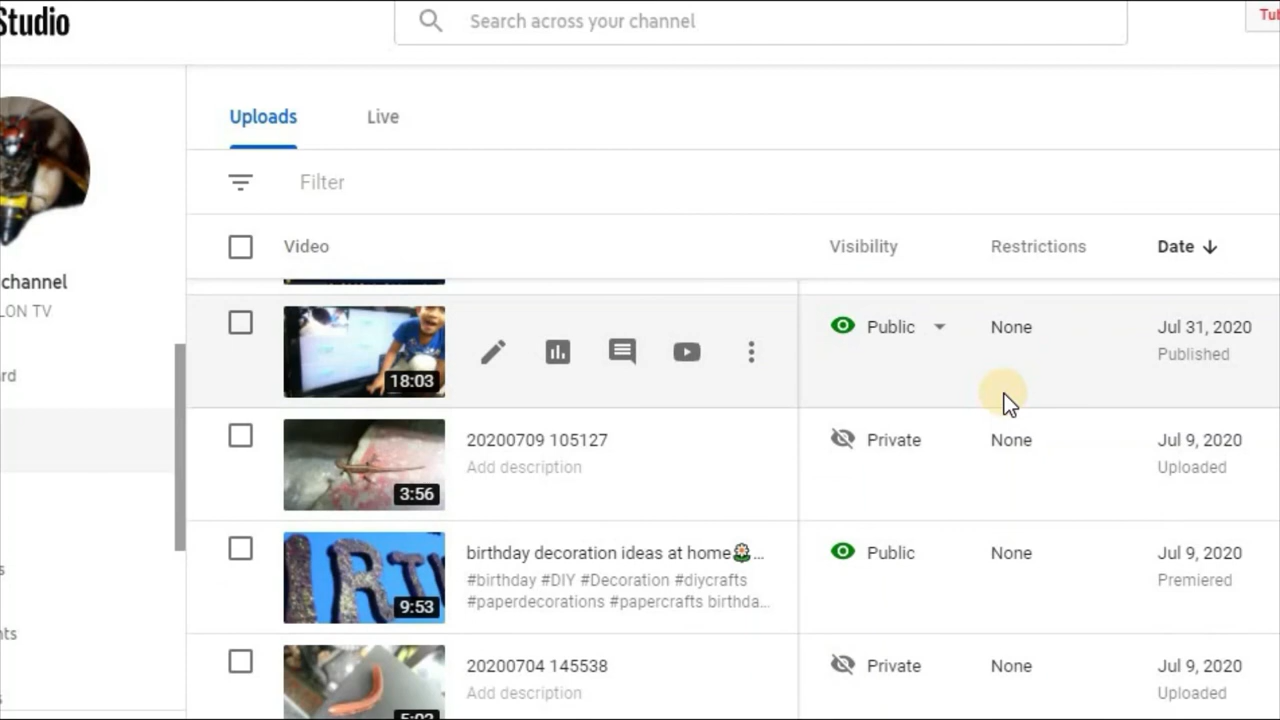 Studio
Search across your channel
Tub
Uploads
Live
Filter
channel
LON TV
rd
nts
Video
Visibility
Restrictions
Date
18:03
Public
None
Jul 31, 2020
Published
3:56
20200709 105127
Add description
Private
None
Jul 9, 2020
Uploaded
IRT
9:53
birthday decoration ideas at home🌼...
#birthday #DIY #Decoration #diycrafts
#paperdecorations #papercrafts birthda...
Public
None
Jul 9, 2020
Premiered
20200704 145538
Add description
Private
None
Jul 9, 2020
Uploaded